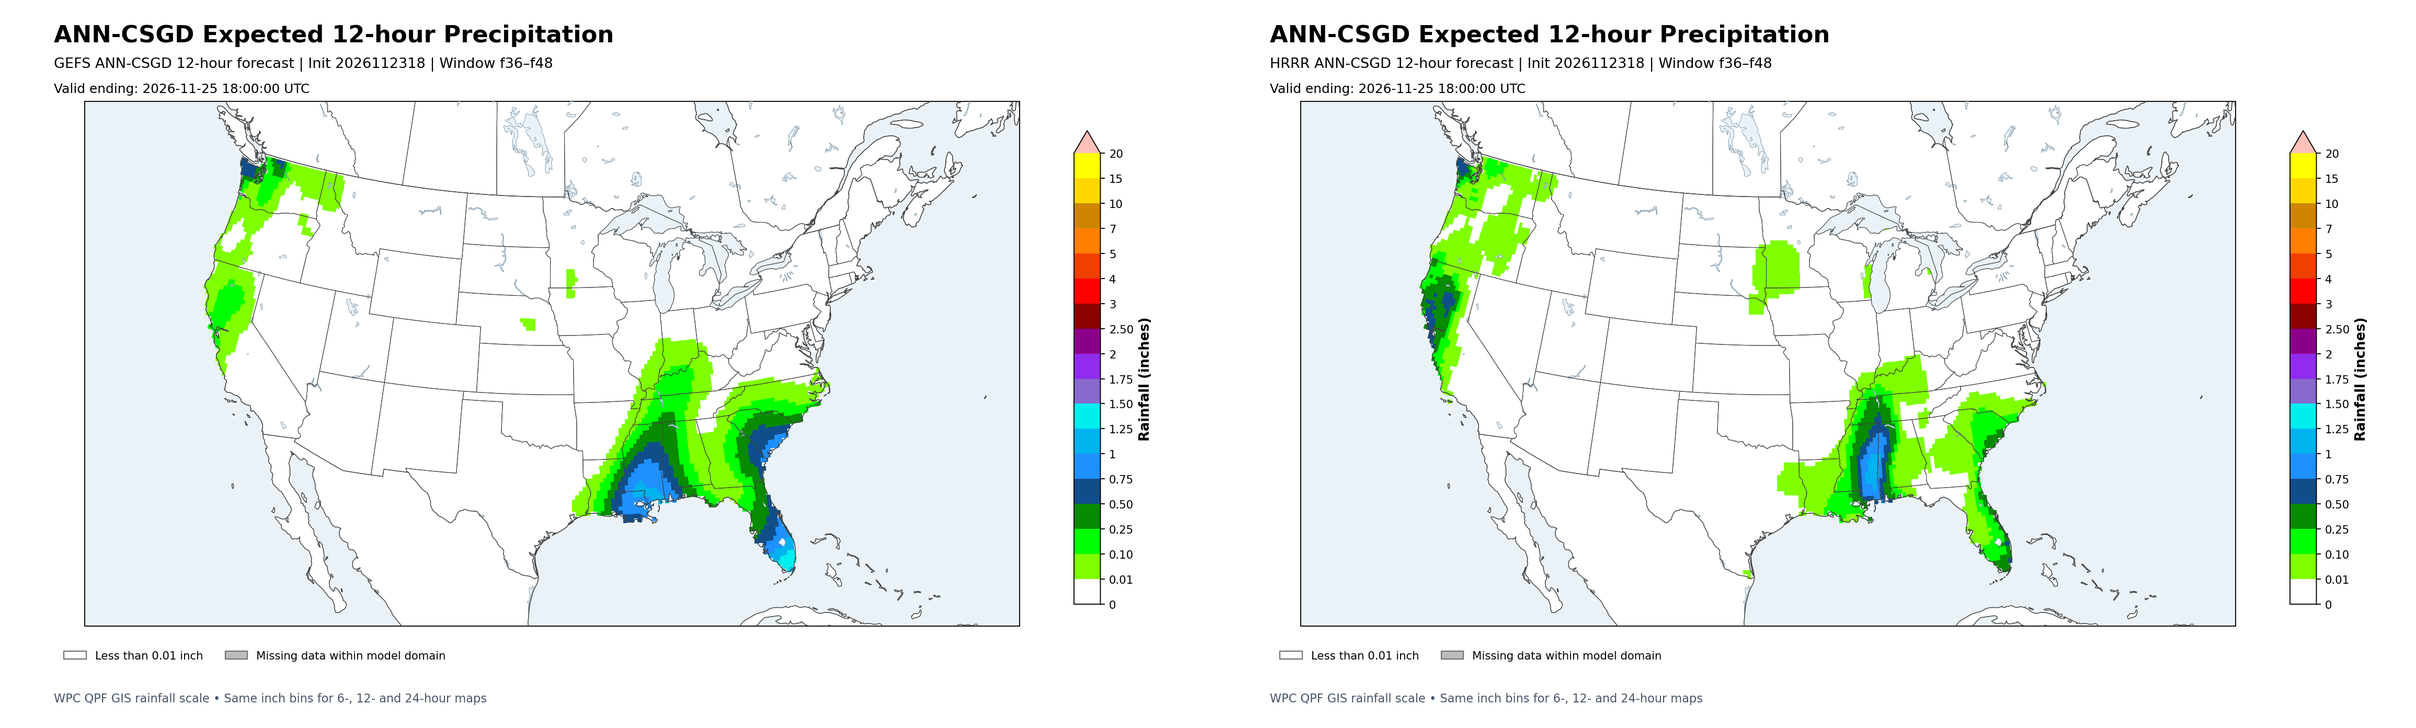 ANN-CSGD Expected 12-hour Precipitation
GEFS ANN-CSGD 12-hour forecast | Init 2026112318 | Window f36–f48
Valid ending: 2026-11-25 18:00:00 UTC
20
15
10
7
5
4
3
2.50
2
1.75
1.50
1.25
1
0.75
0.50
0.25
0.10
0.01
0
Rainfall (inches)
Less than 0.01 inch
Missing data within model domain
WPC QPF GIS rainfall scale • Same inch bins for 6-, 12- and 24-hour maps
ANN-CSGD Expected 12-hour Precipitation
HRRR ANN-CSGD 12-hour forecast | Init 2026112318 | Window f36–f48
Valid ending: 2026-11-25 18:00:00 UTC
20
15
10
7
5
4
3
2.50
2
1.75
1.50
1.25
1
0.75
0.50
0.25
0.10
0.01
0
Rainfall (inches)
Less than 0.01 inch
Missing data within model domain
WPC QPF GIS rainfall scale • Same inch bins for 6-, 12- and 24-hour maps